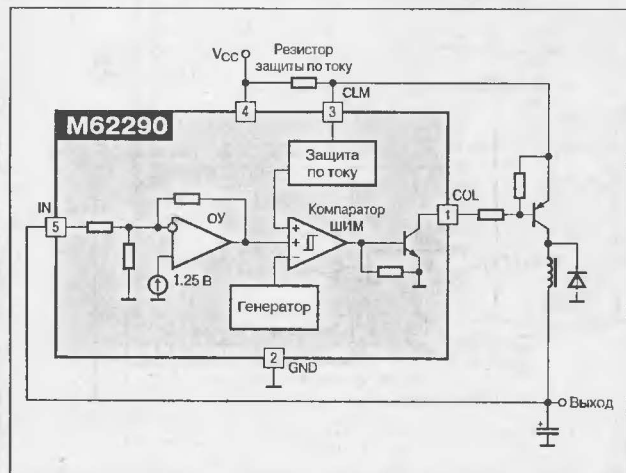 VCC
Резистор
защиты по току
CLM
4
3
M62290
Защита
по току
IN
5
ОУ
Компаратор
ШИМ
COL
1
+
+
−
1.25 В
Генератор
2
GND
Выход
+